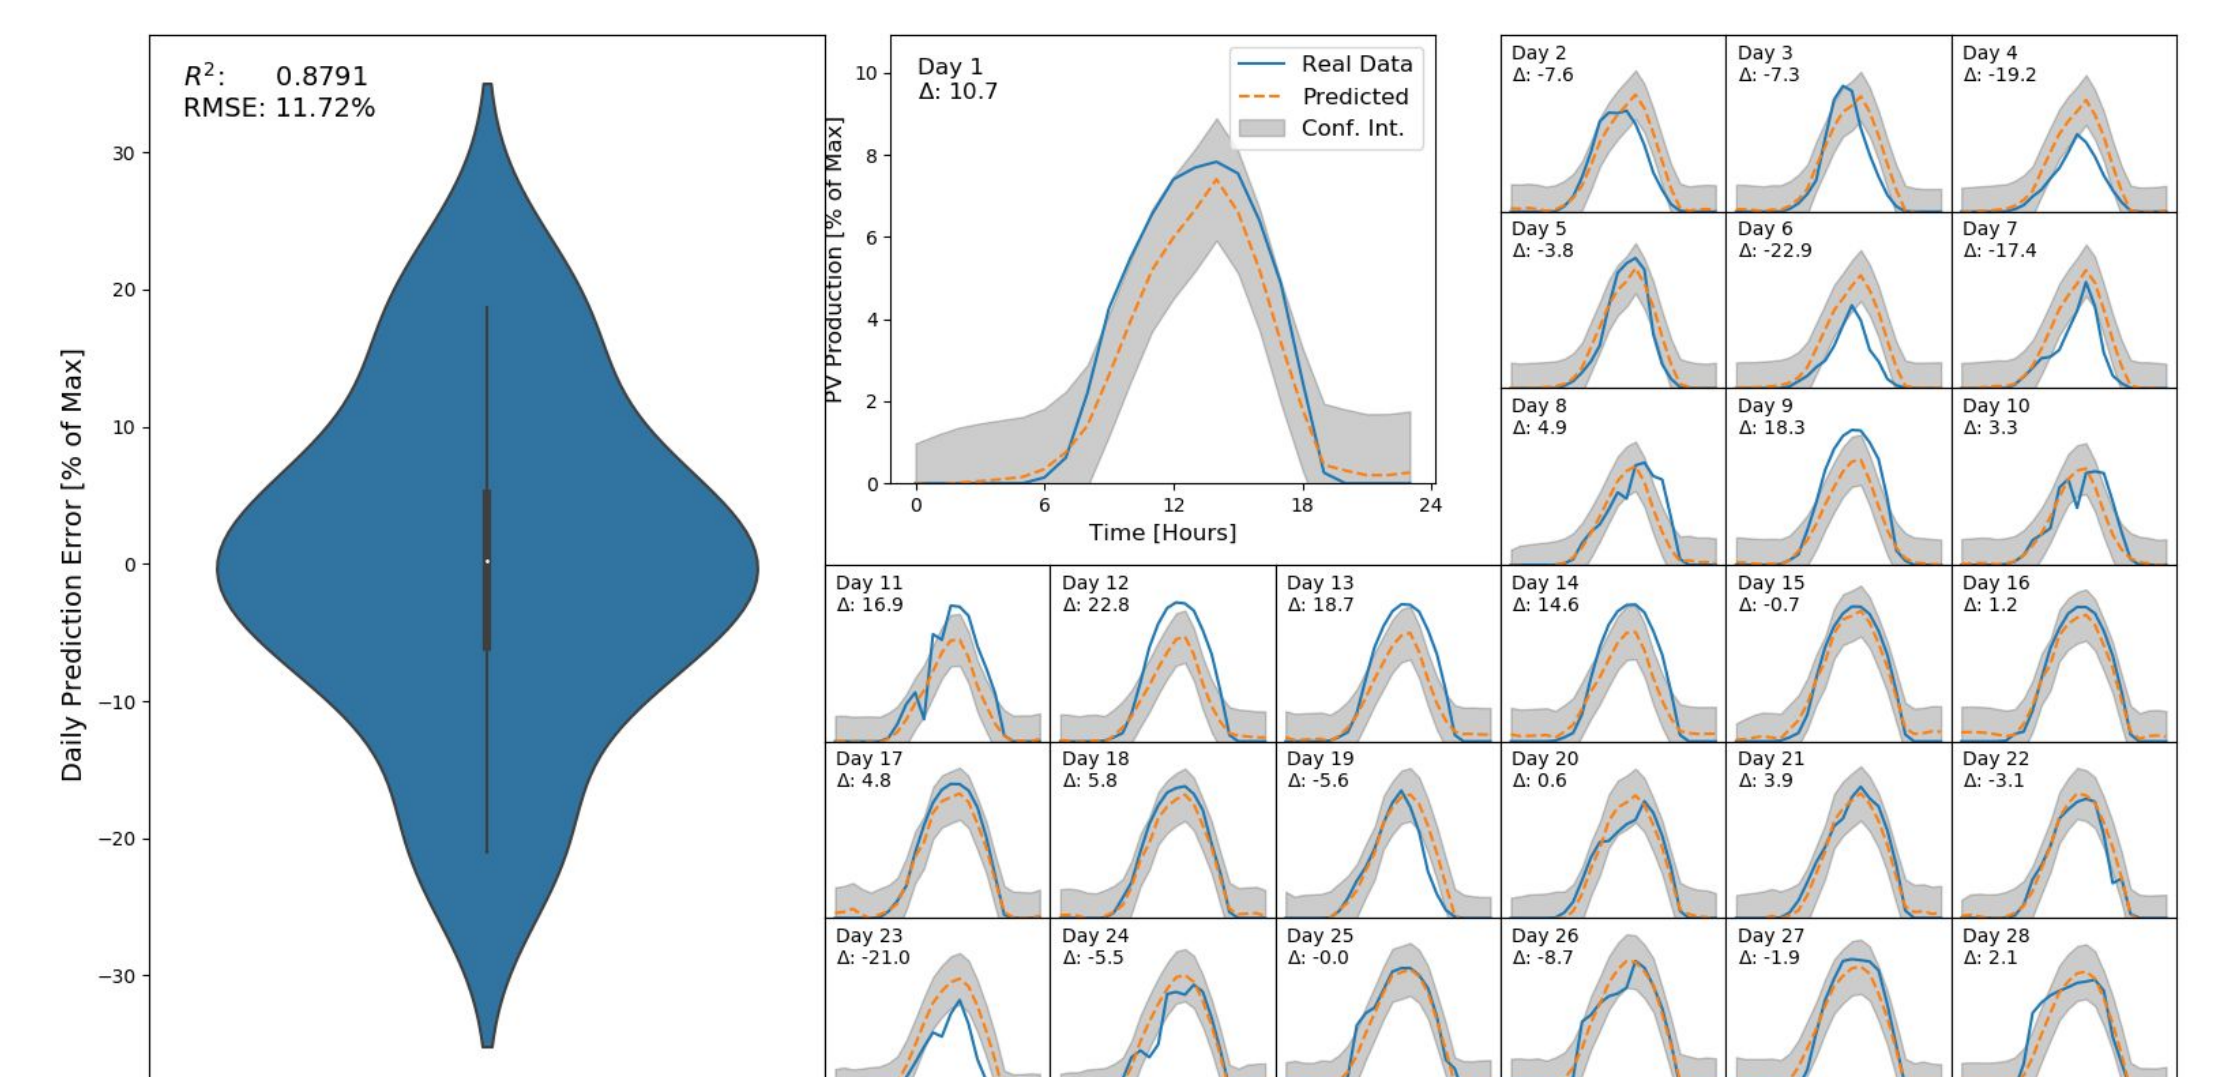 R²: 0.8791
RMSE: 11.72%
Daily Prediction Error [% of Max]
30
20
10
0
−10
−20
−30
Day 1
Δ: 10.7
Real Data
Predicted
Conf. Int.
PV Production [% of Max]
10
8
6
4
2
0
0 6 12 18 24
Time [Hours]
Day 2
Δ: -7.6
Day 3
Δ: -7.3
Day 4
Δ: -19.2
Day 5
Δ: -3.8
Day 6
Δ: -22.9
Day 7
Δ: -17.4
Day 8
Δ: 4.9
Day 9
Δ: 18.3
Day 10
Δ: 3.3
Day 11
Δ: 16.9
Day 12
Δ: 22.8
Day 13
Δ: 18.7
Day 14
Δ: 14.6
Day 15
Δ: -0.7
Day 16
Δ: 1.2
Day 17
Δ: 4.8
Day 18
Δ: 5.8
Day 19
Δ: -5.6
Day 20
Δ: 0.6
Day 21
Δ: 3.9
Day 22
Δ: -3.1
Day 23
Δ: -21.0
Day 24
Δ: -5.5
Day 25
Δ: -0.0
Day 26
Δ: -8.7
Day 27
Δ: -1.9
Day 28
Δ: 2.1